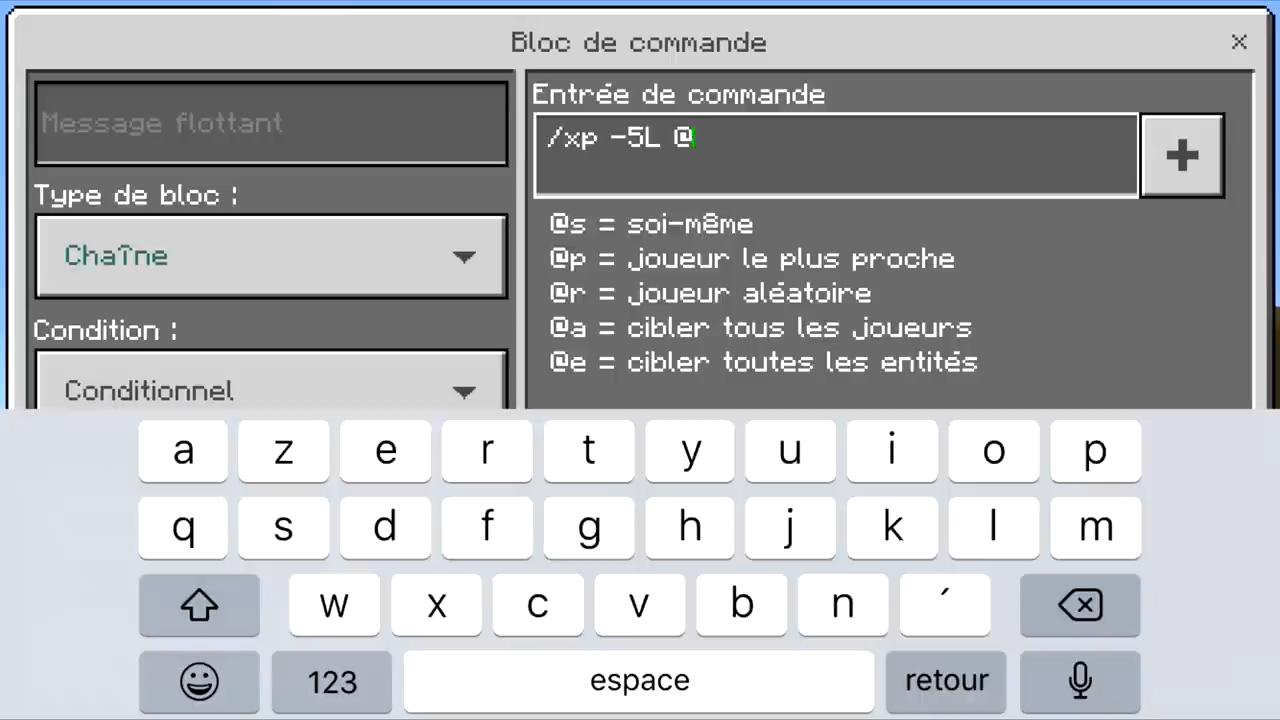 Bloc de commande
Message flottant
Type de bloc :
Chaîne
Condition :
Conditionnel
Entrée de commande
/xp -5L @
@s = soi-même
@p = joueur le plus proche
@r = joueur aléatoire
@a = cibler tous les joueurs
@e = cibler toutes les entités
a z e r t y u i o p
q s d f g h j k l m
w x c v b n ´
123 espace retour